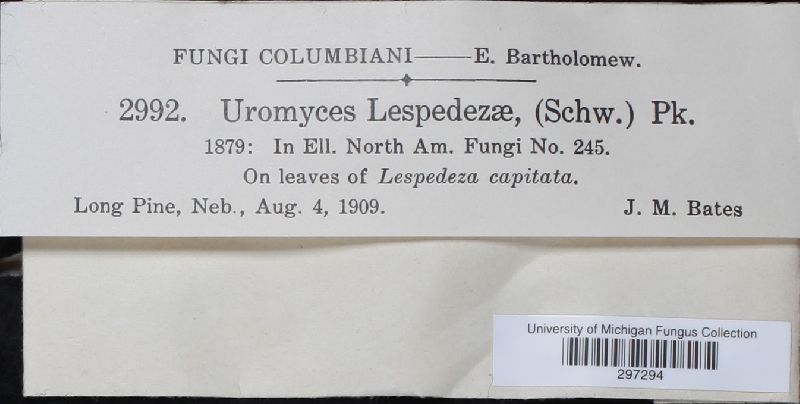 FUNGI COLUMBIANI——E. Bartholomew.
2992. Uromyces Lespedezæ, (Schw.) Pk.
1879: In Ell. North Am. Fungi No. 245.
On leaves of Lespedeza capitata.
Long Pine, Neb., Aug. 4, 1909. J. M. Bates
University of Michigan Fungus Collection
297294